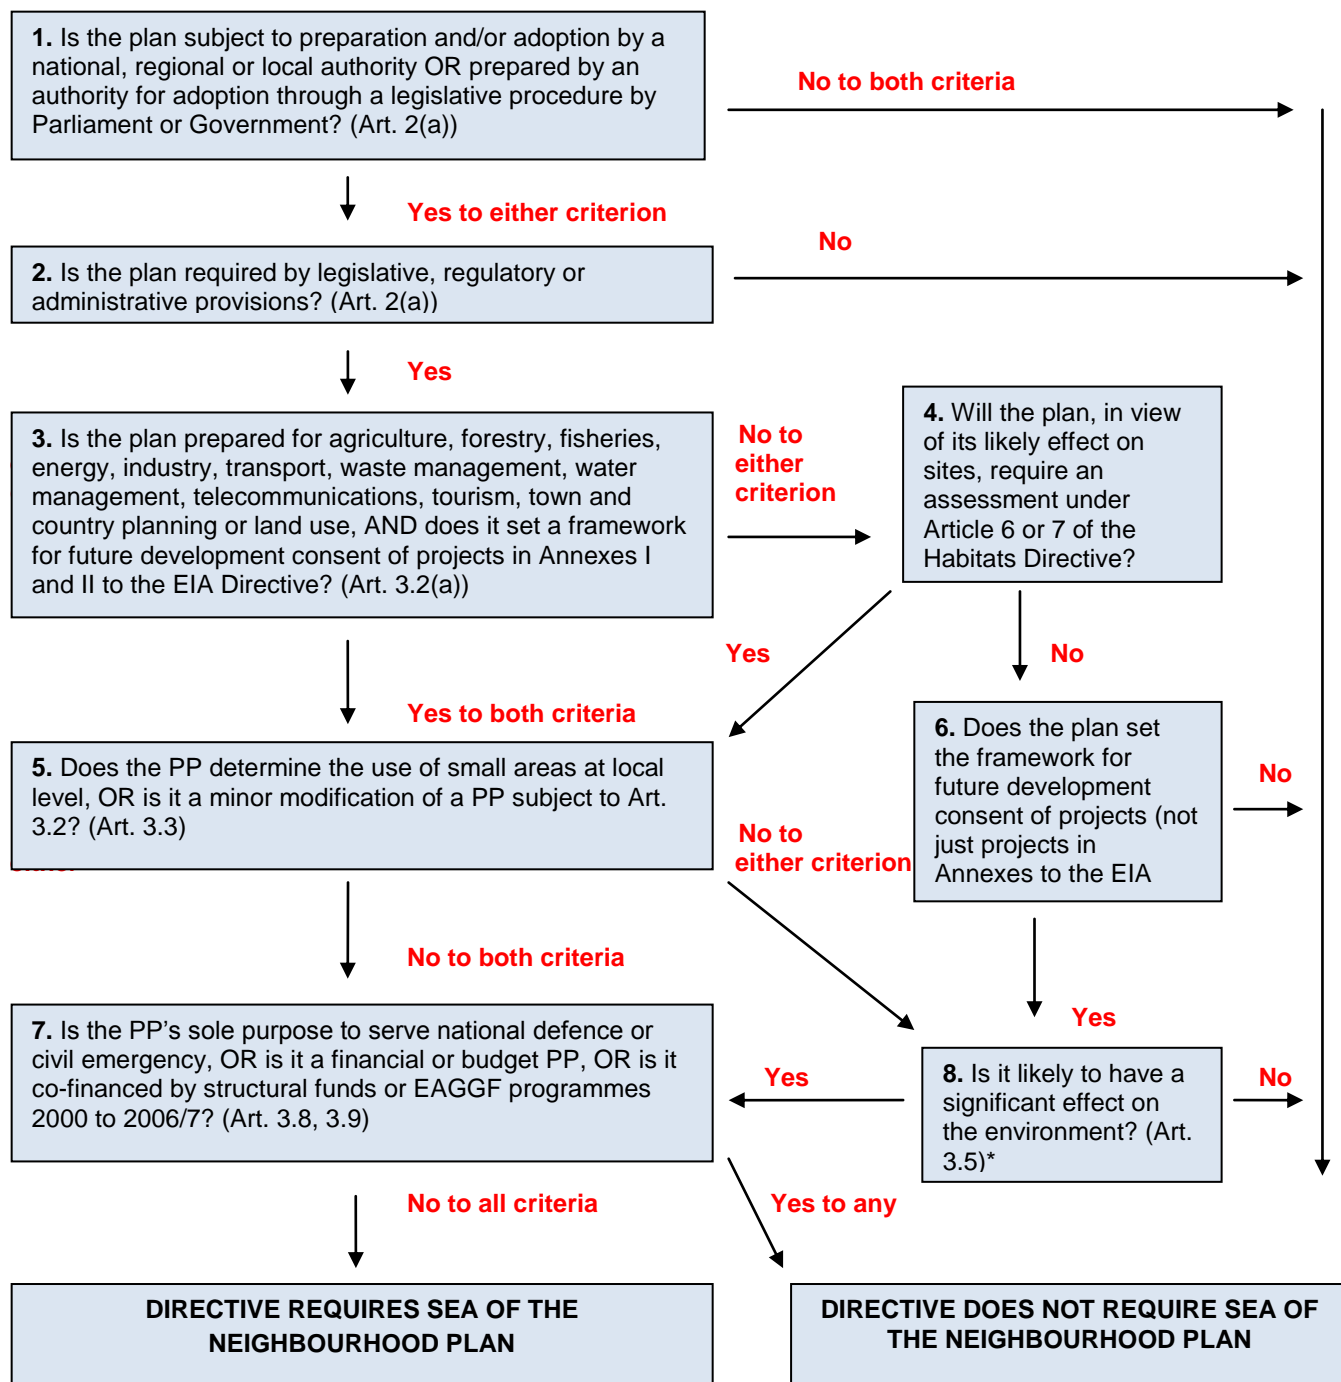 1. Is the plan subject to preparation and/or adoption by a
national, regional or local authority OR prepared by an
authority for adoption through a legislative procedure by
Parliament or Government? (Art. 2(a))
No to both criteria
Yes to either criterion
No
2. Is the plan required by legislative, regulatory or
administrative provisions? (Art. 2(a))
Yes
3. Is the plan prepared for agriculture, forestry, fisheries,
energy, industry, transport, waste management, water
management, telecommunications, tourism, town and
country planning or land use, AND does it set a framework
for future development consent of projects in Annexes I
and II to the EIA Directive? (Art. 3.2(a))
No to
either
criterion
4. Will the plan, in view
of its likely effect on
sites, require an
assessment under
Article 6 or 7 of the
Habitats Directive?
Yes
No
Yes to both criteria
5. Does the PP determine the use of small areas at local
level, OR is it a minor modification of a PP subject to Art.
3.2? (Art. 3.3)
No to
either criterion
6. Does the plan set
the framework for
future development
consent of projects (not
just projects in
Annexes to the EIA
No
No to both criteria
Yes
7. Is the PP's sole purpose to serve national defence or
civil emergency, OR is it a financial or budget PP, OR is it
co-financed by structural funds or EAGGF programmes
2000 to 2006/7? (Art. 3.8, 3.9)
Yes
8. Is it likely to have a
significant effect on
the environment? (Art.
3.5)*
No
No to all criteria
Yes to any
DIRECTIVE REQUIRES SEA OF THE
NEIGHBOURHOOD PLAN
DIRECTIVE DOES NOT REQUIRE SEA OF
THE NEIGHBOURHOOD PLAN